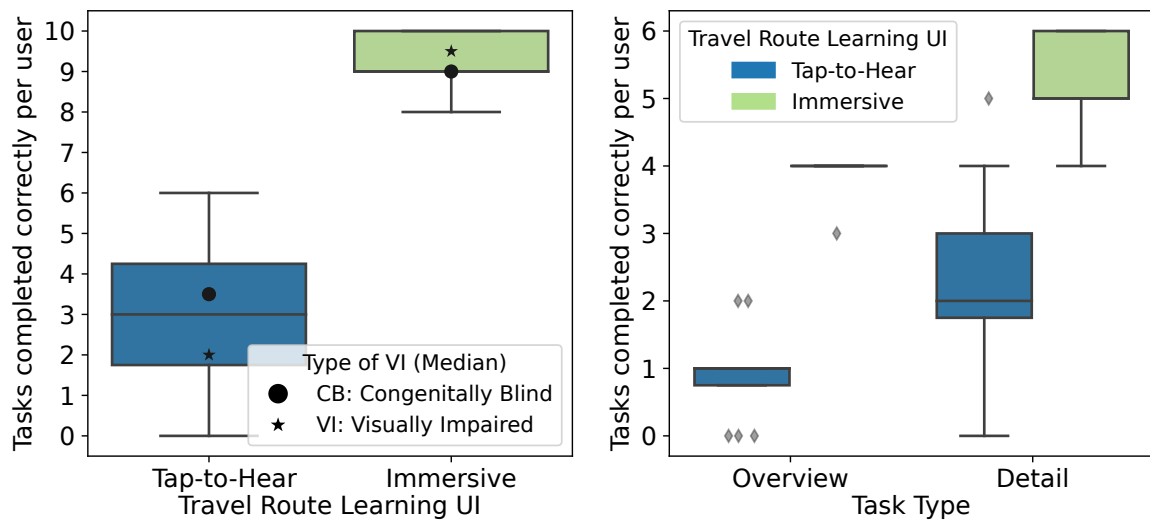 Tasks completed correctly per user
10
9
8
7
6
5
4
3
2
1
0
Type of VI (Median)
CB: Congenitally Blind
VI: Visually Impaired
Tap-to-Hear
Immersive
Travel Route Learning UI
Tasks completed correctly per user
6
5
4
3
2
1
0
Travel Route Learning UI
Tap-to-Hear
Immersive
Overview
Detail
Task Type